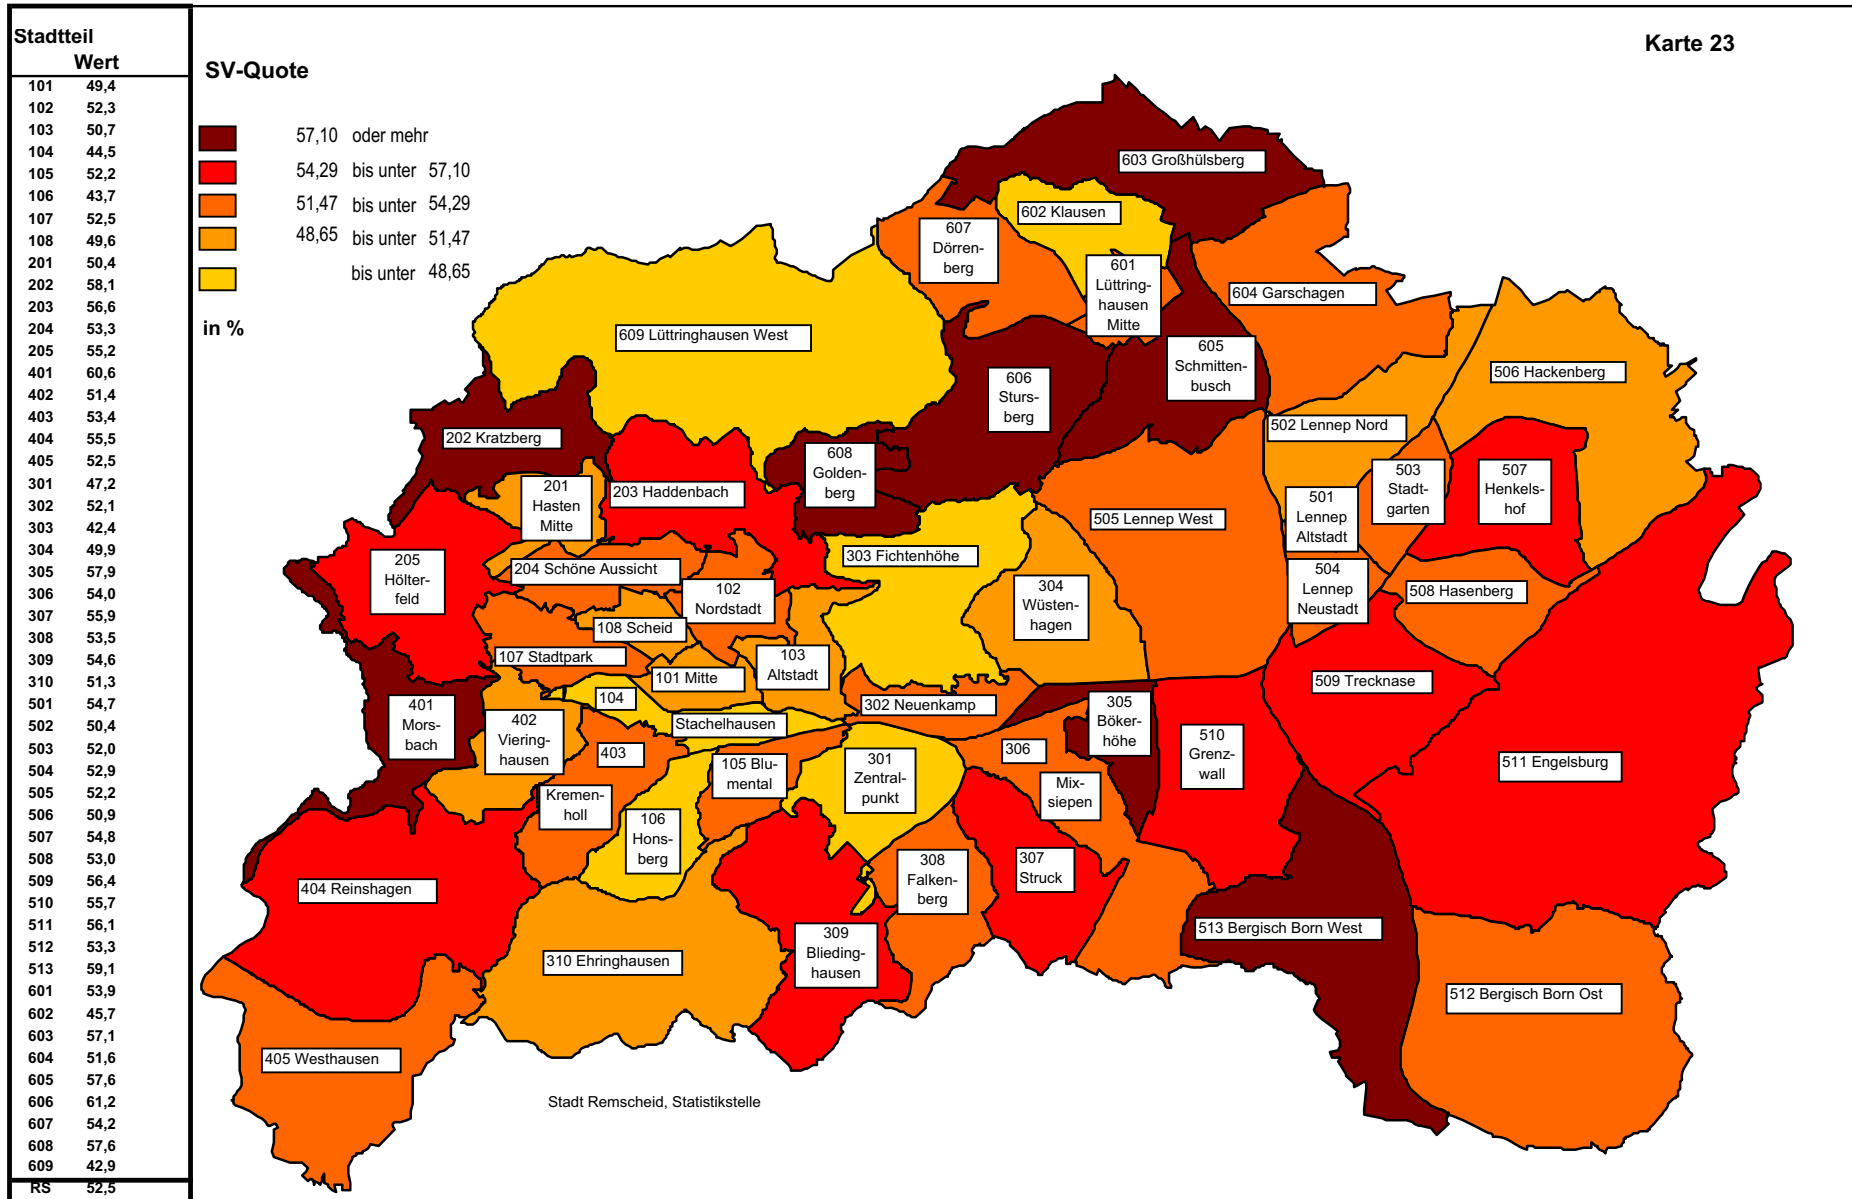 Stadtteil
Wert
101 49,4
102 52,3
103 50,7
104 44,5
105 52,2
106 43,7
107 52,5
108 49,6
201 50,4
202 58,1
203 56,6
204 53,3
205 55,2
401 60,6
402 51,4
403 53,4
404 55,5
405 52,5
301 47,2
302 52,1
303 42,4
304 49,9
305 57,9
306 54,0
307 55,9
308 53,5
309 54,6
310 51,3
501 54,7
502 50,4
503 52,0
504 52,9
505 52,2
506 50,9
507 54,8
508 53,0
509 56,4
510 55,7
511 56,1
512 53,3
513 59,1
601 53,9
602 45,7
603 57,1
604 51,6
605 57,6
606 61,2
607 54,2
608 57,6
609 42,9
RS 52,5
SV-Quote
57,10 oder mehr
54,29 bis unter 57,10
51,47 bis unter 54,29
48,65 bis unter 51,47
bis unter 48,65
in %
Karte 23
603 Großhülsberg
602 Klausen
607
Dörren-
berg
601
Lüttring-
hausen
Mitte
604 Garschagen
609 Lüttringhausen West
605
Schmitten-
busch
606
Sturs-
berg
506 Hackenberg
502 Lennep Nord
202 Kratzberg
608
Golden-
berg
503
Stadt-
garten
507
Henkels-
hof
201
Hasten
Mitte
203 Haddenbach
501
Lennep
Altstadt
505 Lennep West
303 Fichtenhöhe
205
Hölter-
feld
204 Schöne Aussicht
102
Nordstadt
304
Wüsten-
hagen
504
Lennep
Neustadt
508 Hasenberg
108 Scheid
107 Stadtpark
101 Mitte
103
Altstadt
509 Trecknase
401
Mors-
bach
104
Stachelhausen
302 Neuenkamp
305
Böker-
höhe
402
Viering-
hausen
403
Kremen-
holl
105 Blu-
mental
301
Zentral-
punkt
306
Mix-
siepen
510
Grenz-
wall
511 Engelsburg
106
Hons-
berg
308
Falken-
berg
307
Struck
404 Reinshagen
513 Bergisch Born West
309
Blieding-
hausen
310 Ehringhausen
512 Bergisch Born Ost
405 Westhausen
Stadt Remscheid, Statistikstelle